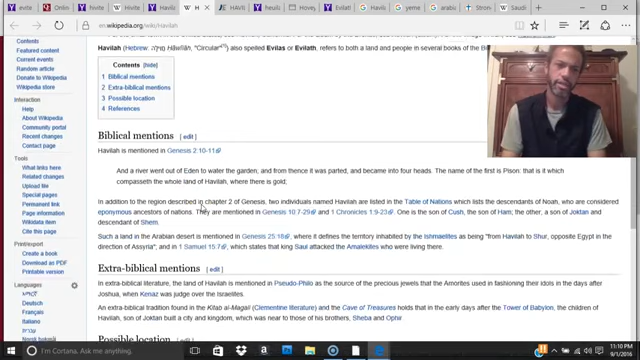 en.wikipedia.org/wiki/Havilah
Contents
Featured content
Current events
Random article
Donate to Wikipedia
Wikipedia store
Interaction
Help
About Wikipedia
Community portal
Recent changes
Contact page
Tools
What links here
Related changes
Upload file
Special pages
Permanent link
Page information
Wikidata item
Cite this page
Print/export
Create a book
Download as PDF
Printable version
Languages
Français
Italiano
Evilas or Evilath, refers to both a land and people in several books of the
Contents [hide]
1 Biblical mentions
2 Extra-biblical mentions
3 Possible location
4 References
Biblical mentions [ edit ]
Havilah is mentioned in Genesis 2:10-11
And a river went out of Eden to water the garden; and from thence it was parted, and became into four heads. The name of the first is Pison: that is it which
compasseth the whole land of Havilah, where there is gold;
In addition to the region described in chapter 2 of Genesis, two individuals named Havilah are listed in the Table of Nations which lists the descendants of Noah, who are considered
eponymous ancestors of nations. They are mentioned in Genesis 10:7-29 and 1 Chronicles 1:9-23. One is the son of Cush, the son of Ham; the other, a son of Joktan and
descendant of Shem.
Such a land in the Arabian desert is mentioned in Genesis 25:18, where it defines the territory inhabited by the Ishmaelites as being "from Havilah to Shur, opposite Egypt in the
direction of Assyria; and in 1 Samuel 15:7, which states that king Saul attacked the Amalekites who were living there.
Extra-biblical mentions [ edit ]
In extra-biblical literature, the land of Havilah is mentioned in Pseudo-Philo as the source of the precious jewels that the Amorites used in fashioning their idols in the days after
Joshua, when Kenaz was judge over the Israelites.
An extra-biblical tradition found in the Kitab al-Magall (Clementine literature) and the Cave of Treasures holds that in the early days after the Tower of Babylon, the children of
Havilah, son of Joktan built a city and kingdom, which was near to those of his brothers, Sheba and Ophir.
Possible location
I'm Cortana. Ask me anything.
11:10 PM